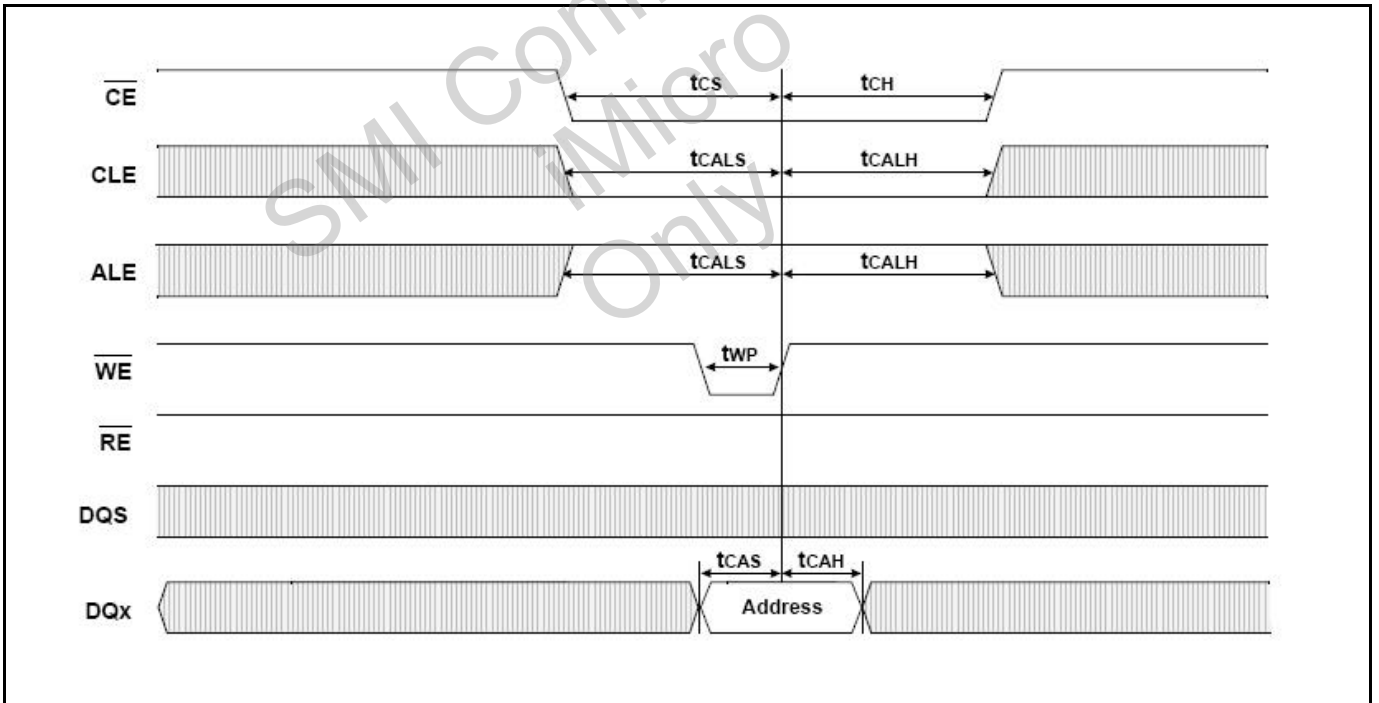 SMI Con
iMicro
Only
CE tCS tCH
CLE tCALS tCALH
ALE tCALS tCALH
WE tWP
RE
DQS
tCAS tCAH
DQx Address